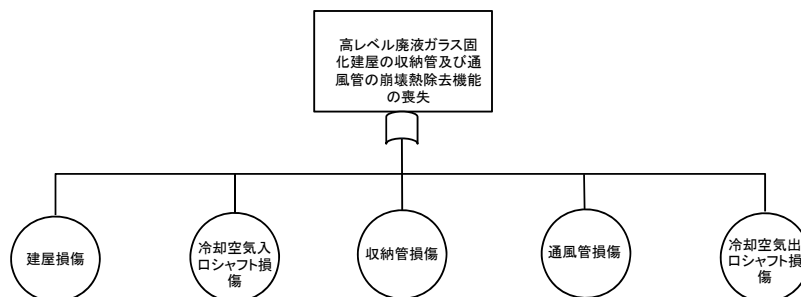 高レベル廃液ガラス固
化建屋の収納管及び通
風管の崩壊熱除去機能
の喪失
建屋損傷
冷却空気入
口シャフト損
傷
収納管損傷
通風管損傷
冷却空気出
口シャフト損
傷